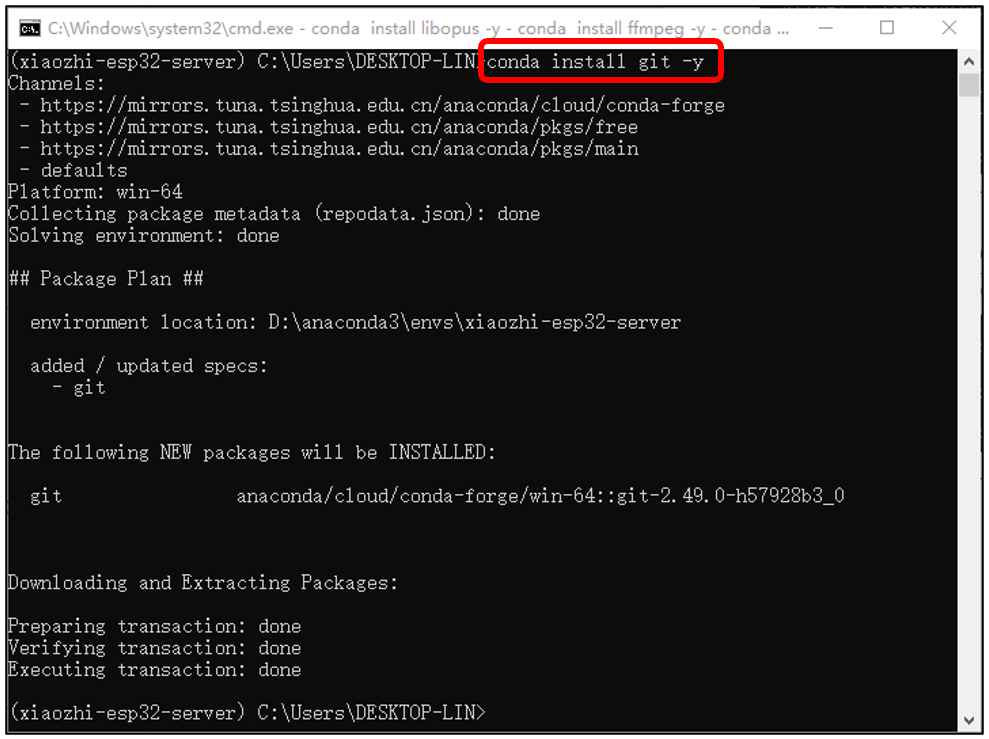 C:\Windows\system32\cmd.exe - conda  install libopus -y - conda  install ffmpeg -y - conda ...
(xiaozhi-esp32-server) C:\Users\DESKTOP-LIN>conda install git -y
Channels:
 - https://mirrors.tuna.tsinghua.edu.cn/anaconda/cloud/conda-forge
 - https://mirrors.tuna.tsinghua.edu.cn/anaconda/pkgs/free
 - https://mirrors.tuna.tsinghua.edu.cn/anaconda/pkgs/main
 - defaults
Platform: win-64
Collecting package metadata (repodata.json): done
Solving environment: done
## Package Plan ##
  environment location: D:\anaconda3\envs\xiaozhi-esp32-server
  added / updated specs:
    - git
The following NEW packages will be INSTALLED:
  git                anaconda/cloud/conda-forge/win-64::git-2.49.0-h57928b3_0
Downloading and Extracting Packages:
Preparing transaction: done
Verifying transaction: done
Executing transaction: done
(xiaozhi-esp32-server) C:\Users\DESKTOP-LIN>